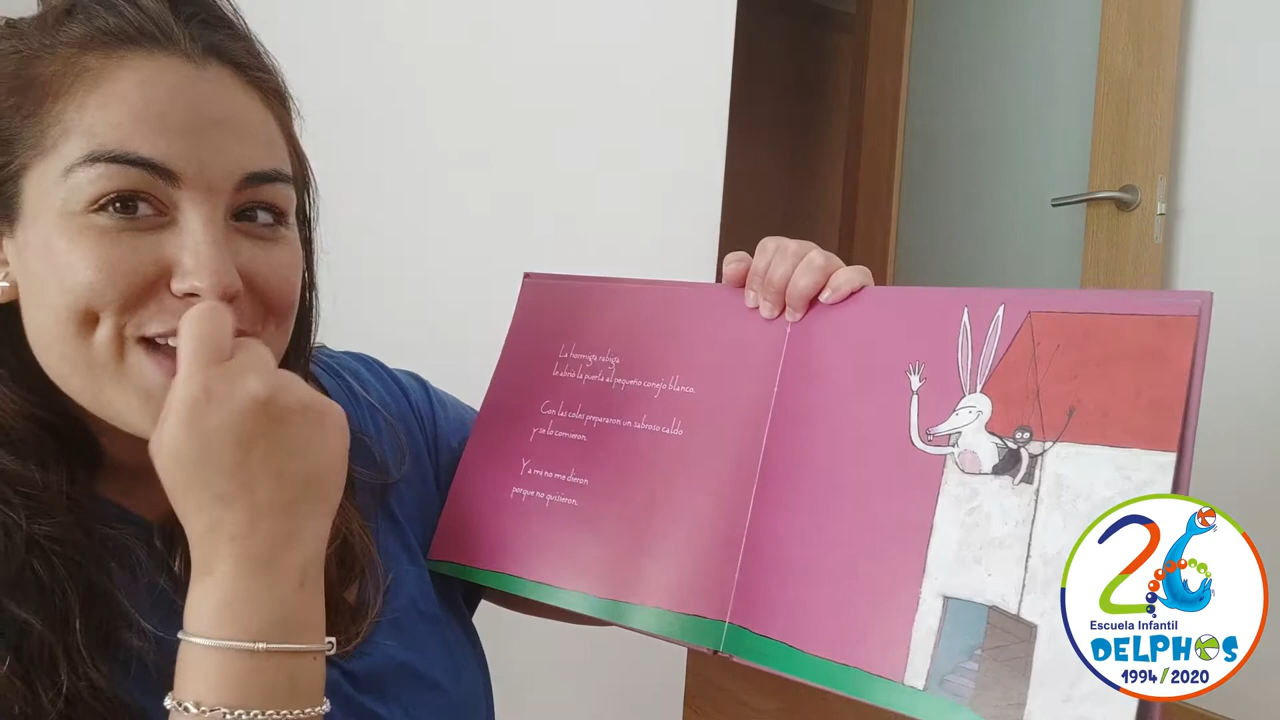 La hormiga rabiga
le abrió la puerta al pequeño conejo blanco.
Con las coles prepararon un sabroso caldo
y se lo comieron.
Y a mí no me dieron
porque no quisieron.
26
Escuela Infantil
DELPHOS
1994/2020